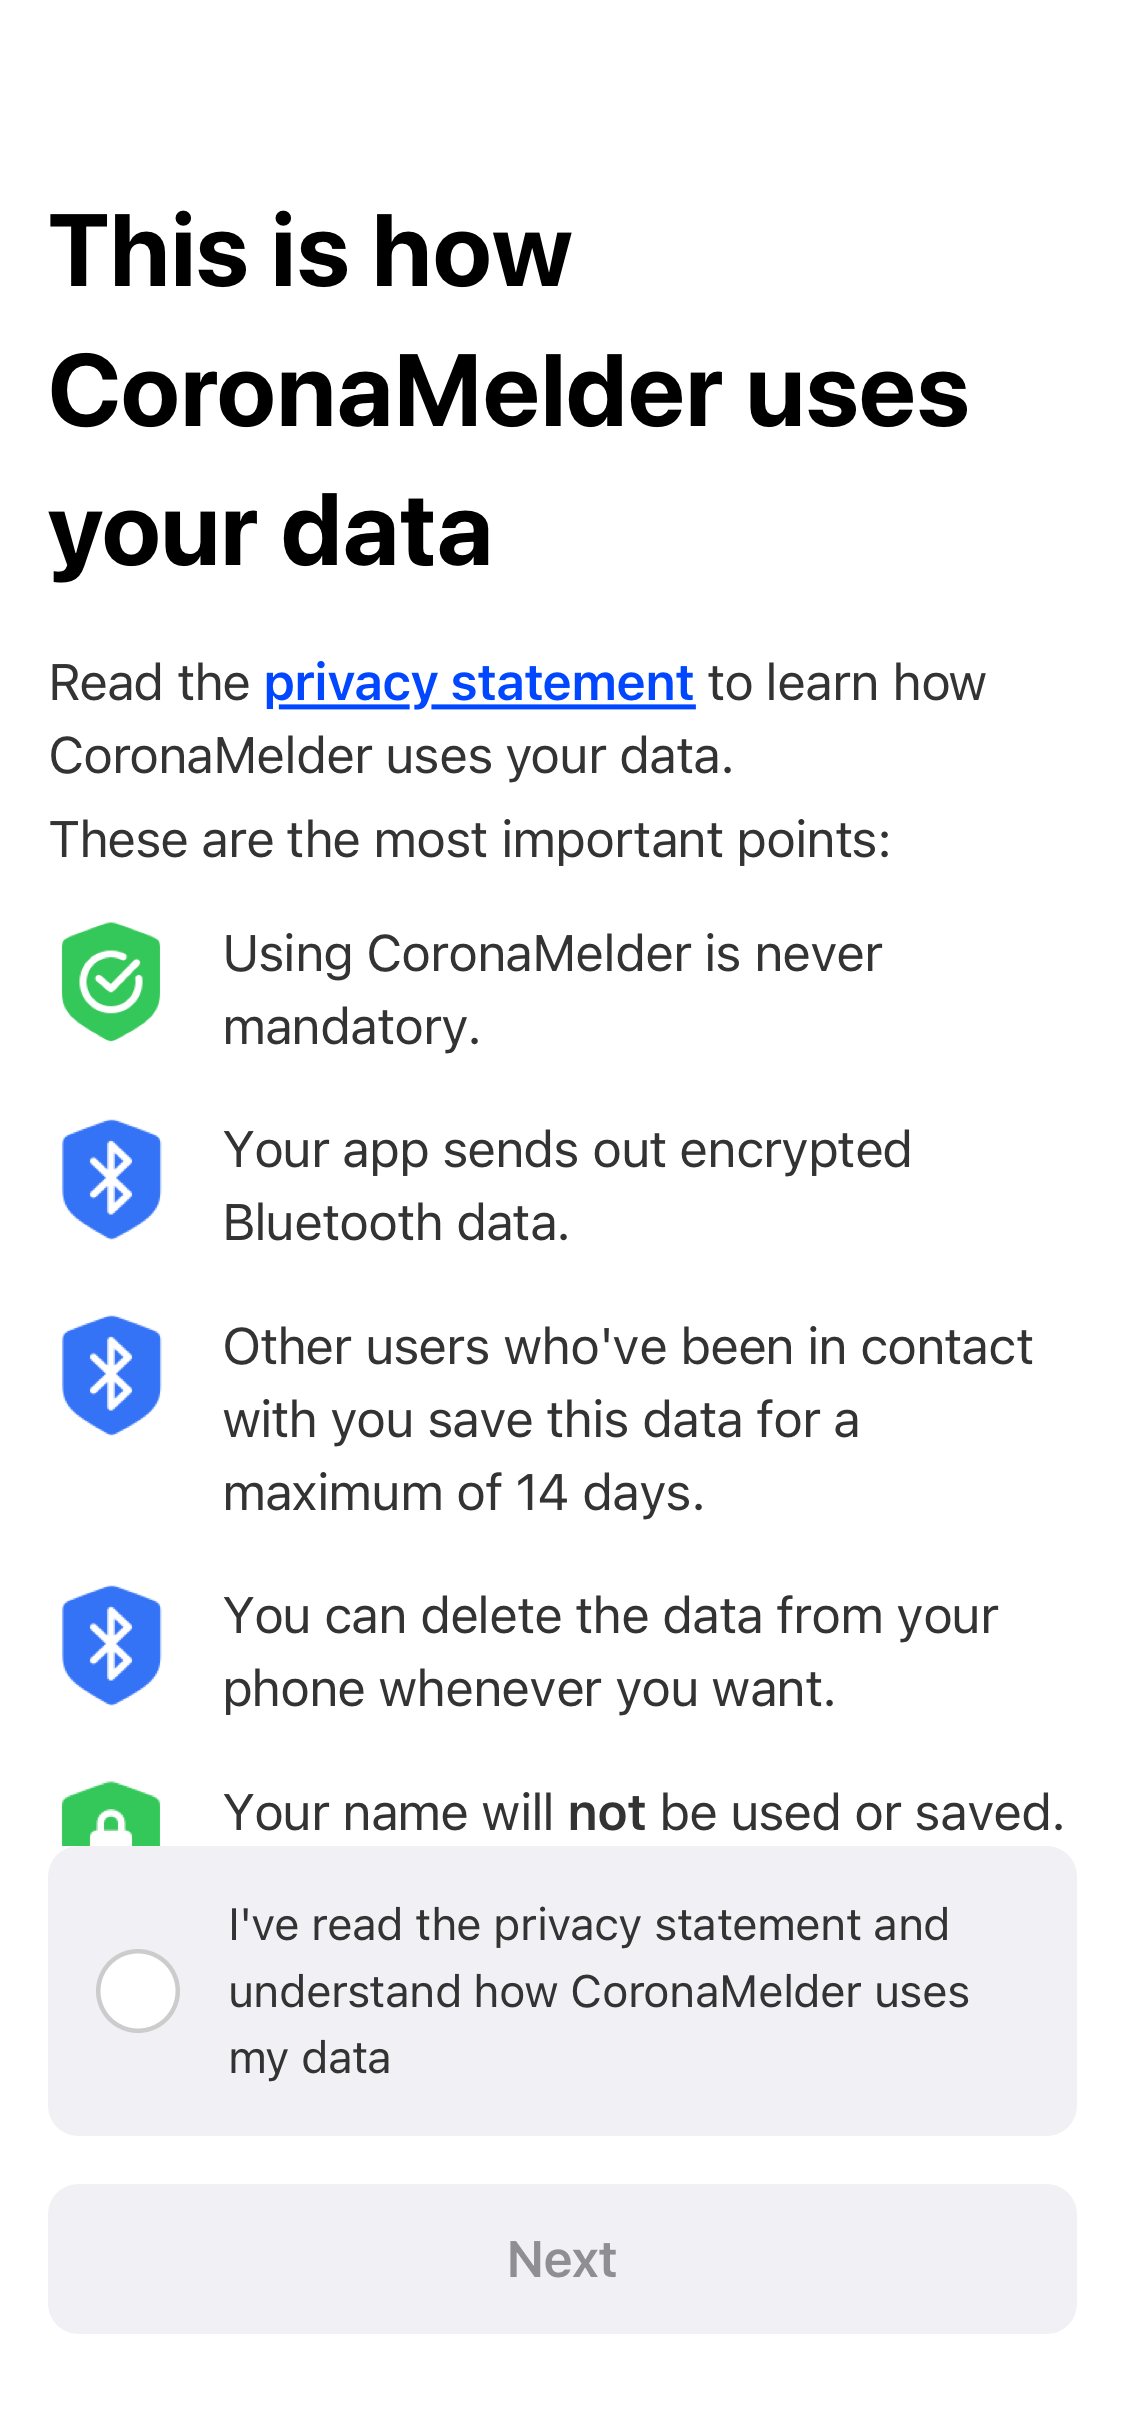 This is how
CoronaMelder uses
your data
Read the privacy statement to learn how
CoronaMelder uses your data.
These are the most important points:
Using CoronaMelder is never
mandatory.
Your app sends out encrypted
Bluetooth data.
Other users who've been in contact
with you save this data for a
maximum of 14 days.
You can delete the data from your
phone whenever you want.
Your name will not be used or saved.
I've read the privacy statement and
understand how CoronaMelder uses
my data
Next